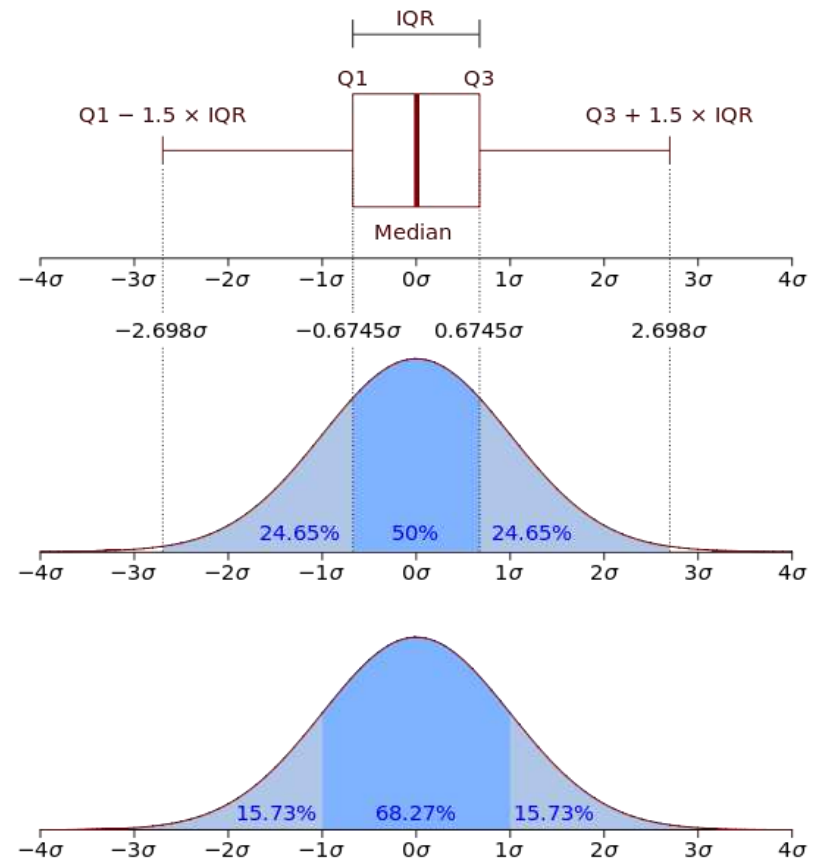 IQR
Q1 Q3
Q1 − 1.5 × IQR Q3 + 1.5 × IQR
Median
−4σ −3σ −2σ −1σ 0σ 1σ 2σ 3σ 4σ
−2.698σ −0.6745σ 0.6745σ 2.698σ
24.65% 50% 24.65%
−4σ −3σ −2σ −1σ 0σ 1σ 2σ 3σ 4σ
15.73% 68.27% 15.73%
−4σ −3σ −2σ −1σ 0σ 1σ 2σ 3σ 4σ